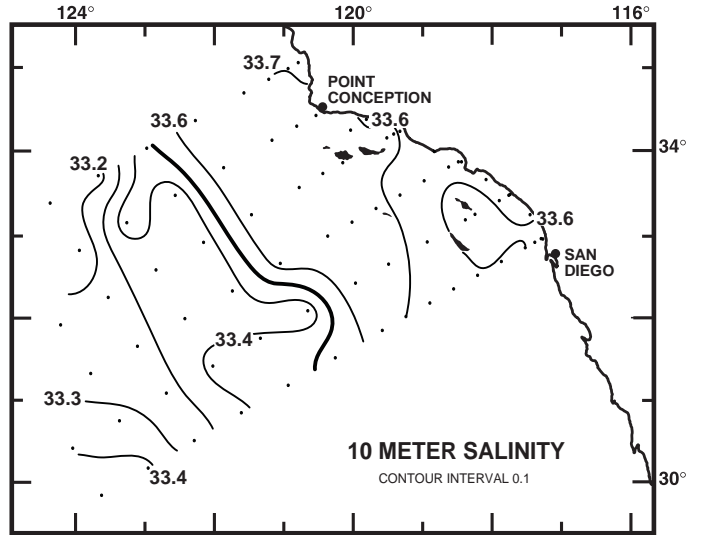 124° 120° 116°
33.7
POINT
CONCEPTION
33.6 33.6
34°
33.2
33.6
SAN
DIEGO
33.4
33.3
10 METER SALINITY
CONTOUR INTERVAL 0.1
33.4
30°